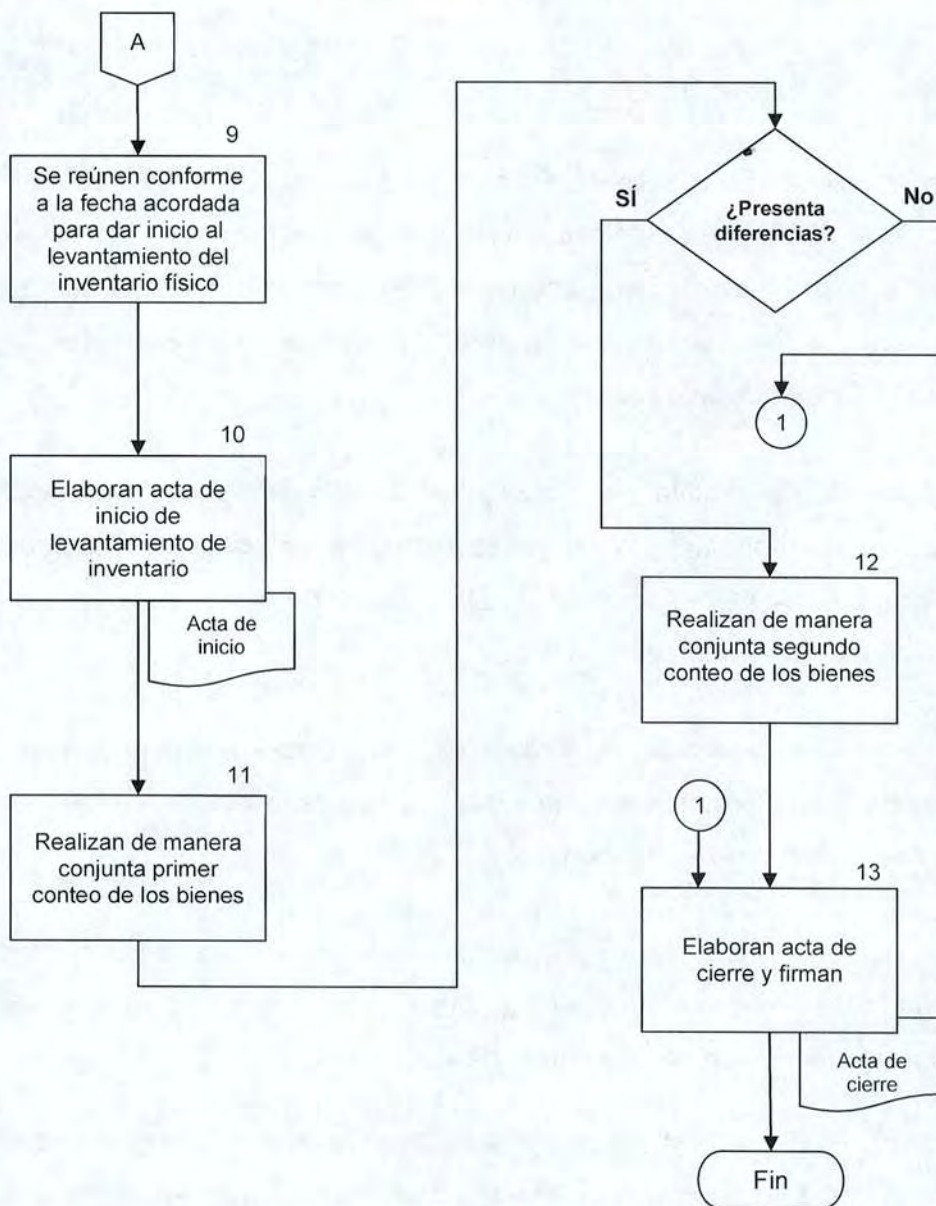 A
9
Se reúnen conforme
a la fecha acordada
para dar inicio al
levantamiento del
inventario físico
10
Elaboran acta de
inicio de
levantamiento de
inventario
Acta de
inicio
11
Realizan de manera
conjunta primer
conteo de los bienes
¿Presenta
diferencias?
SÍ
No
1
12
Realizan de manera
conjunta segundo
conteo de los bienes
1
13
Elaboran acta de
cierre y firman
Acta de
cierre
Fin